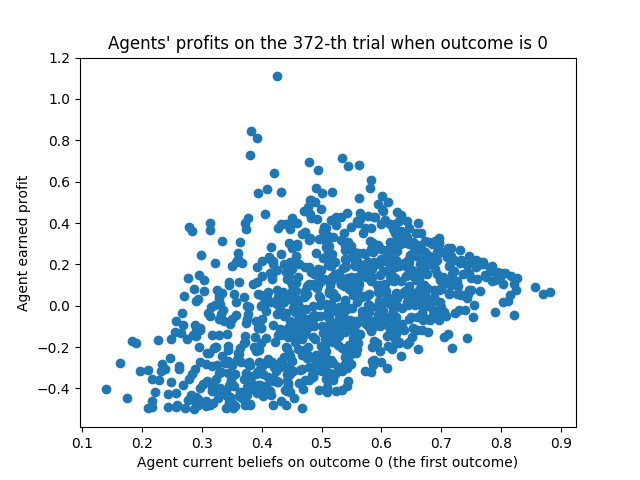 Agents' profits on the 372-th trial when outcome is 0
1.2
1.0
0.8
0.6
0.4
0.2
0.0
−0.2
−0.4
Agent earned profit
0.1 0.2 0.3 0.4 0.5 0.6 0.7 0.8 0.9
Agent current beliefs on outcome 0 (the first outcome)